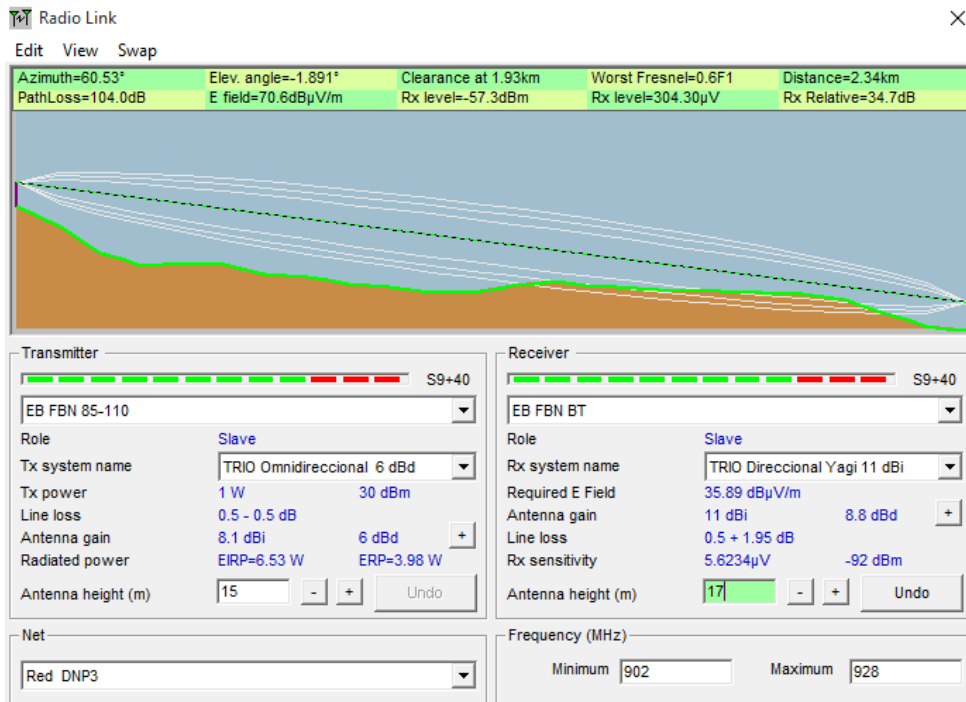 Radio Link
Edit View Swap
Azimuth=60.53° Elev. angle=-1.891° Clearance at 1.93km Worst Fresnel=0.6F1 Distance=2.34km
PathLoss=104.0dB E field=70.6dBµV/m Rx level=-57.3dBm Rx level=304.30µV Rx Relative=34.7dB
Transmitter
S9+40
EB FBN 85-110
Role Slave
Tx system name TRIO Omnidireccional 6 dBd
Tx power 1 W 30 dBm
Line loss 0.5 - 0.5 dB
Antenna gain 8.1 dBi 6 dBd +
Radiated power EIRP=6.53 W ERP=3.98 W
Antenna height (m) 15 - + Undo
Net
Red DNP3
Receiver
S9+40
EB FBN BT
Role Slave
Rx system name TRIO Direccional Yagi 11 dBi
Required E Field 35.89 dBµV/m
Antenna gain 11 dBi 8.8 dBd +
Line loss 0.5 + 1.95 dB
Rx sensitivity 5.6234µV -92 dBm
Antenna height (m) 17 - + Undo
Frequency (MHz)
Minimum 902 Maximum 928